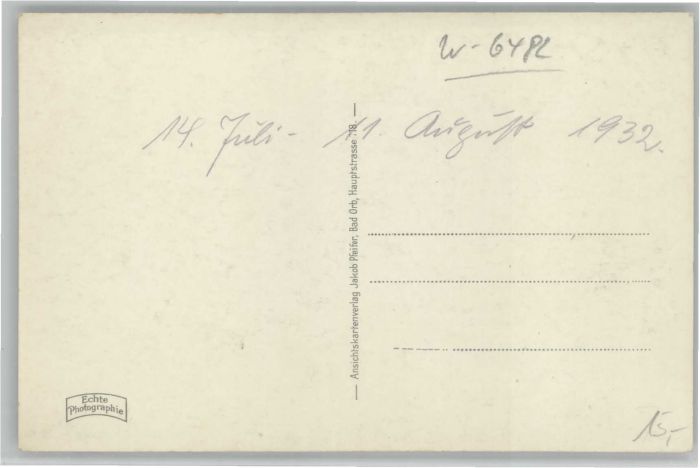 W-6482
14. Juli - 11. August 1932.
Ansichtskartenverlag Jakob Pfeifer, Bad Orb, Hauptstrasse 18.
Echte
Photographie
15,-